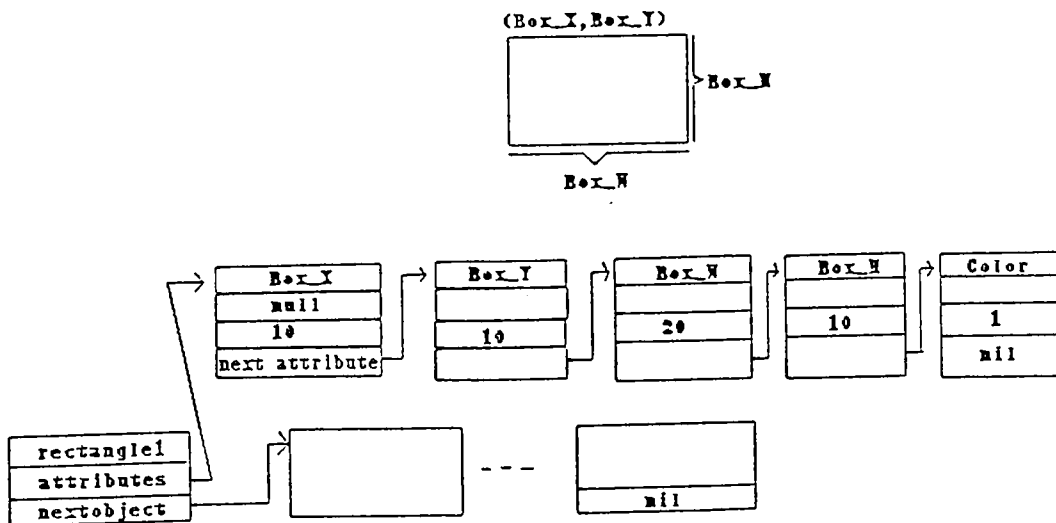 (Box_X,Box_Y)
Box_H
Box_W
Box_X
null
10
next attribute
Box_Y
10
Box_W
20
Box_H
10
Color
1
nil
rectangle1
attributes
nextobject
nil